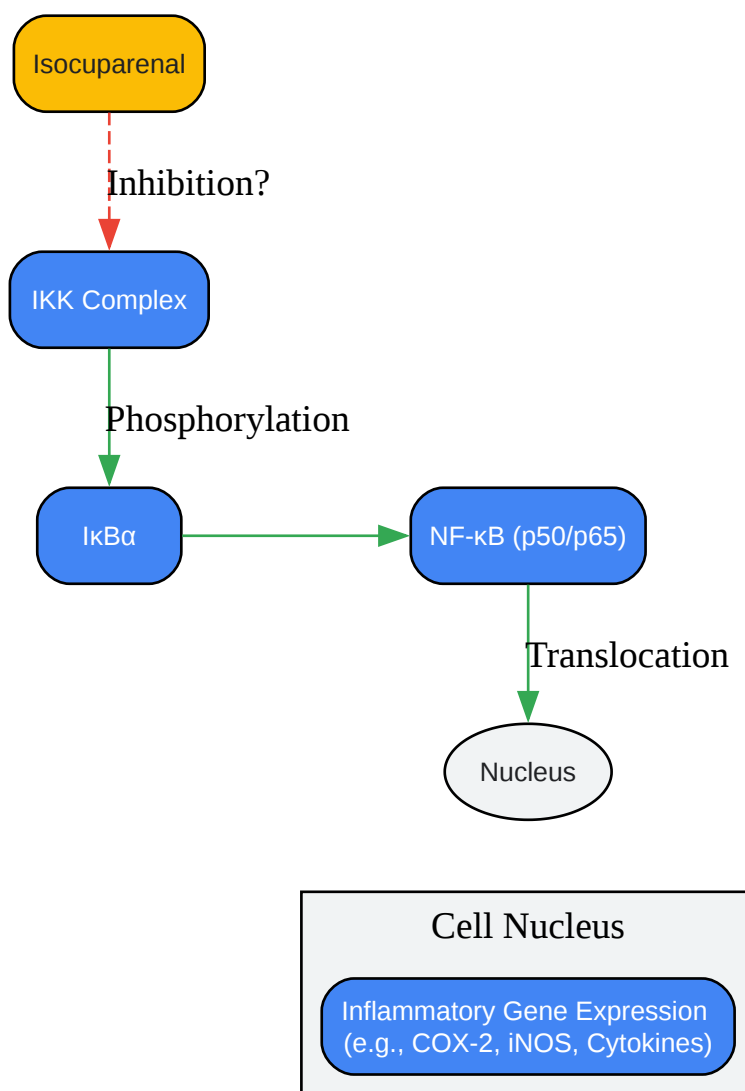 Isocuparenal
Inhibition?
IKK Complex
Phosphorylation
IκBα
NF-κB (p50/p65)
Translocation
Nucleus
Cell Nucleus
Inflammatory Gene Expression
(e.g., COX-2, iNOS, Cytokines)